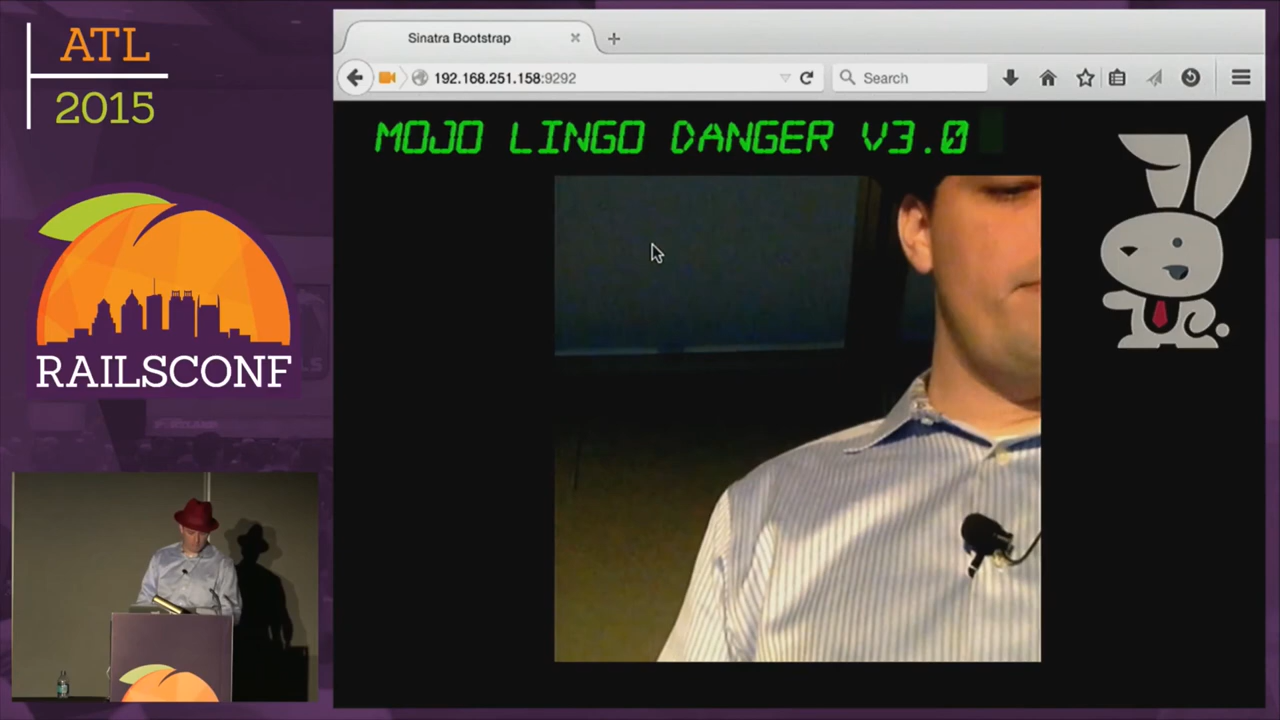 ATL
2015
RAILSCONF
Sinatra Bootstrap
192.168.251.158:9292
Search
MOJO LINGO DANGER V3.0